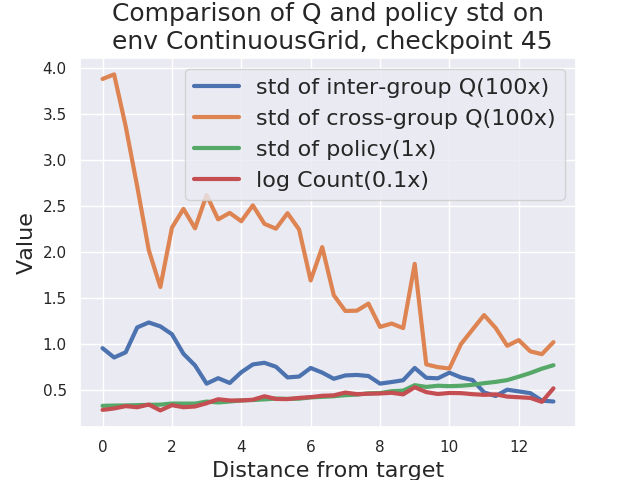 Comparison of Q and policy std on
env ContinuousGrid, checkpoint 45
4.0
3.5
3.0
2.5
2.0
1.5
1.0
0.5
Value
std of inter-group Q(100x)
std of cross-group Q(100x)
std of policy(1x)
log Count(0.1x)
0 2 4 6 8 10 12
Distance from target